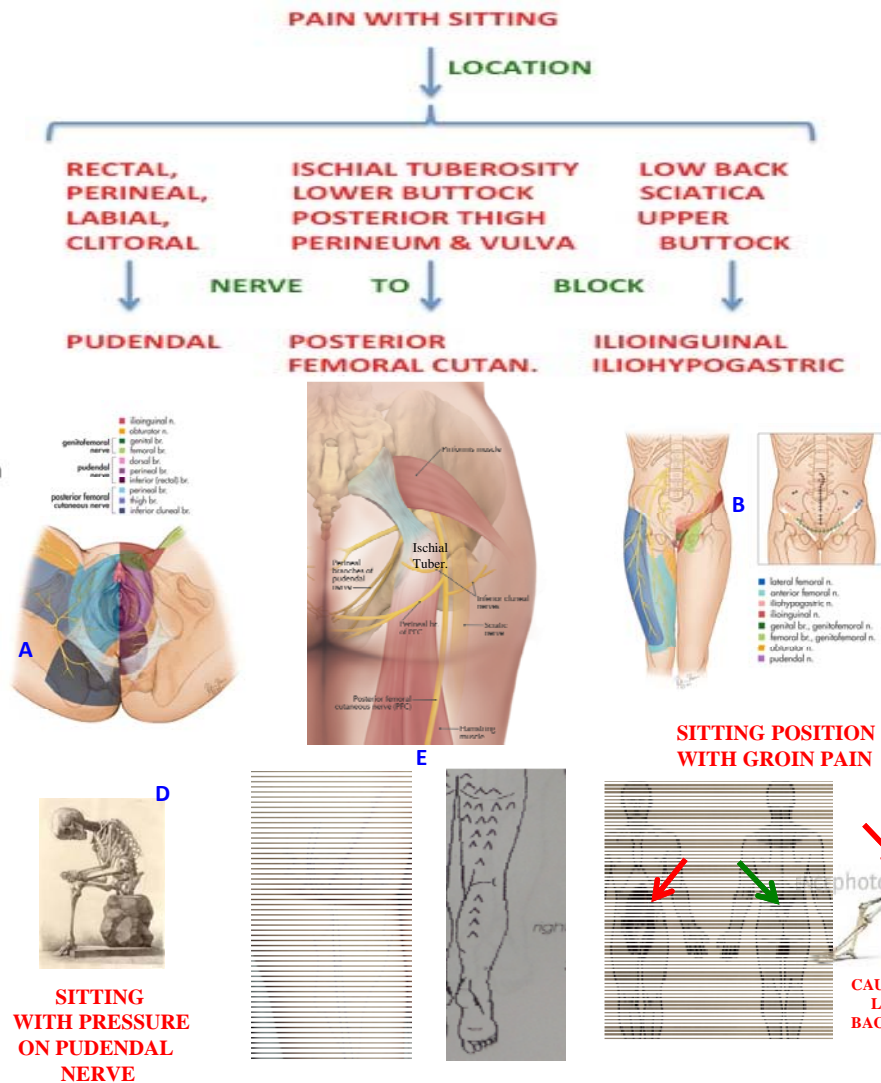 PAIN WITH SITTING
LOCATION
RECTAL,
PERINEAL,
LABIAL,
CLITORAL
ISCHIAL TUBEROSITY
LOWER BUTTOCK
POSTERIOR THIGH
PERINEUM & VULVA
LOW BACK
SCIATICA
UPPER
BUTTOCK
NERVE TO BLOCK
PUDENDAL
POSTERIOR
FEMORAL CUTAN.
ILIOINGUINAL
ILIOHYPOGASTRIC
ilioinguinal n.
obturator n.
genitofemoral
nerve
genital br.
femoral br.
pudendal
nerve
dorsal br.
perineal br.
inferior (rectal) br.
posterior femoral
cutaneous nerve
perineal br.
thigh br.
inferior cluneal br.
A
Piriformis muscle
Ischial
Tuber.
Perineal
branches of
pudendal
nerve
Inferior cluneal
nerves
Perineal br.
of PFC
Sciatic
nerve
Posterior femoral
cutaneous nerve (PFC)
Hamstring
muscle
B
lateral femoral n.
anterior femoral n.
iliohypogastric n.
ilioinguinal n.
genital br., genitofemoral n.
femoral br., genitofemoral n.
obturator n.
pudendal n.
SITTING POSITION
WITH GROIN PAIN
D
SITTING
WITH PRESSURE
ON PUDENDAL
NERVE
E